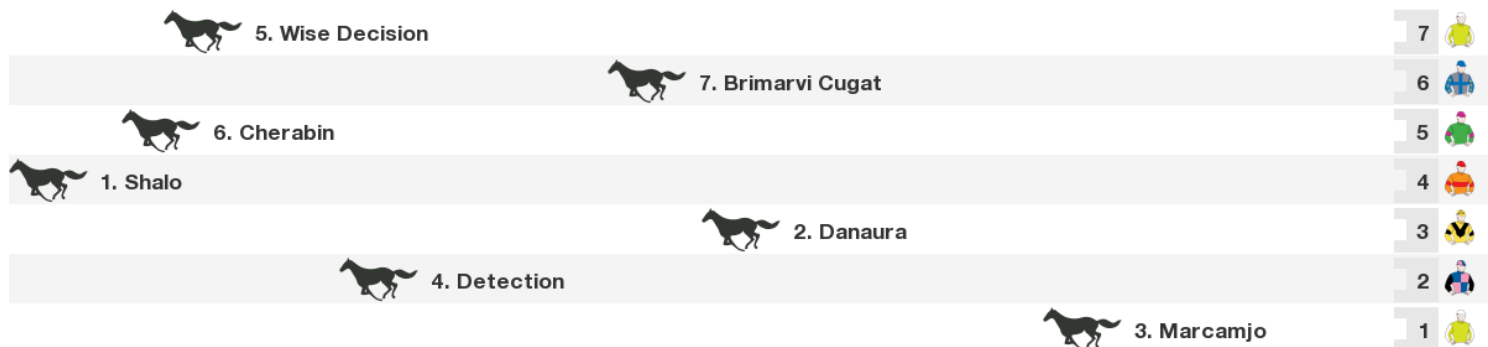 5. Wise Decision 7
7. Brimarvi Cugat 6
6. Cherabin 5
1. Shalo 4
2. Danaura 3
4. Detection 2
3. Marcamjo 1